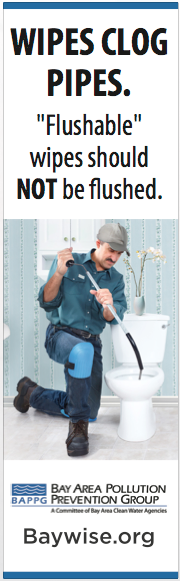 WIPES CLOG
PIPES.
"Flushable"
wipes should
NOT be flushed.
BAPPG
BAY AREA POLLUTION
PREVENTION GROUP
A Committee of Bay Area Clean Water Agencies
Baywise.org